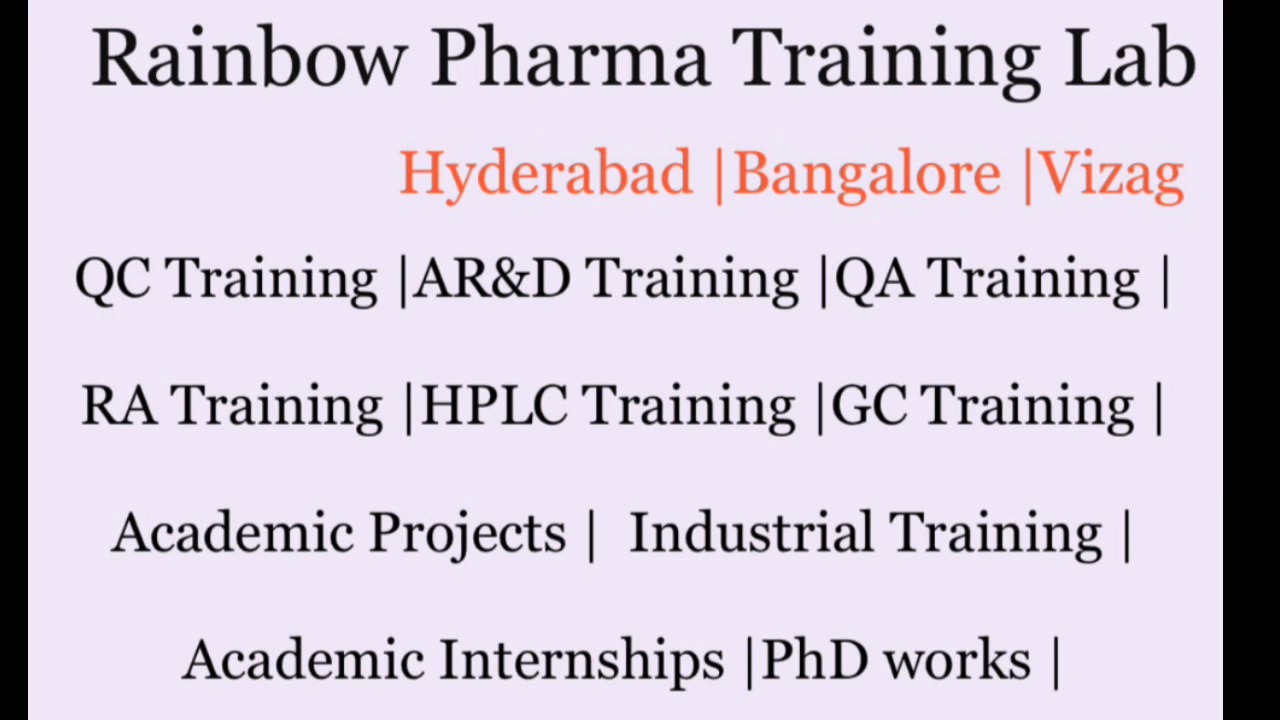 Rainbow Pharma Training Lab
Hyderabad |Bangalore |Vizag
QC Training |AR&D Training |QA Training |
RA Training |HPLC Training |GC Training |
Academic Projects | Industrial Training |
Academic Internships |PhD works |